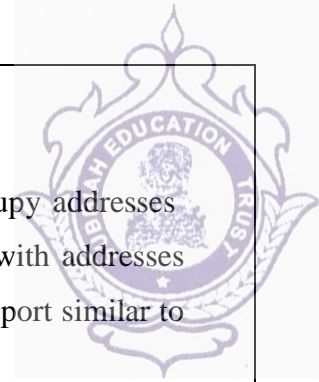 EDUCATION
TRUST
upy addresses
with addresses
port similar to